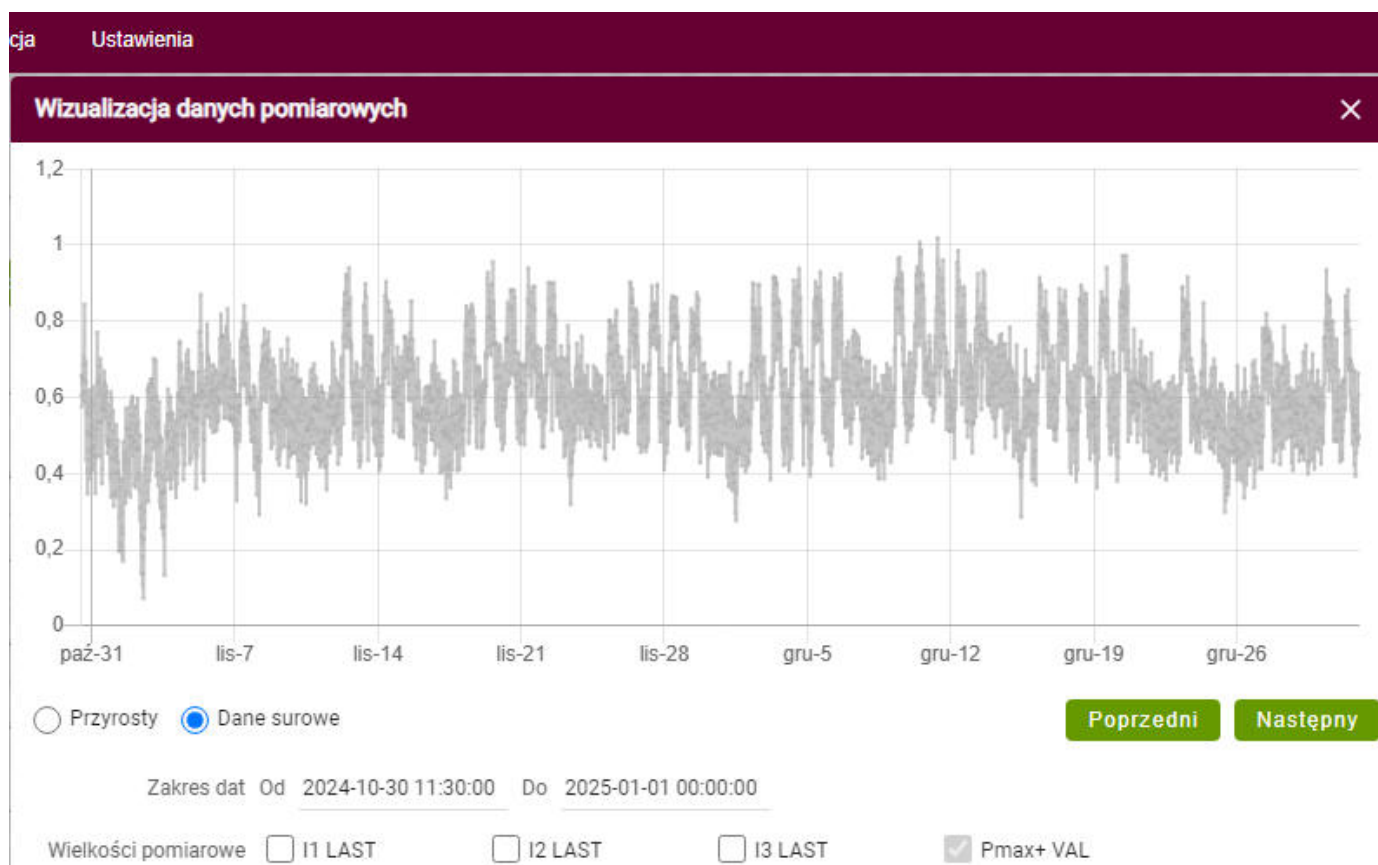 cja Ustawienia
Wizualizacja danych pomiarowych
1,2
1
0,8
0,6
0,4
0,2
0
paź-31 lis-7 lis-14 lis-21 lis-28 gru-5 gru-12 gru-19 gru-26
Przyrosty Dane surowe Poprzedni Następny
Zakres dat Od 2024-10-30 11:30:00 Do 2025-01-01 00:00:00
Wielkości pomiarowe I1 LAST I2 LAST I3 LAST Pmax+ VAL